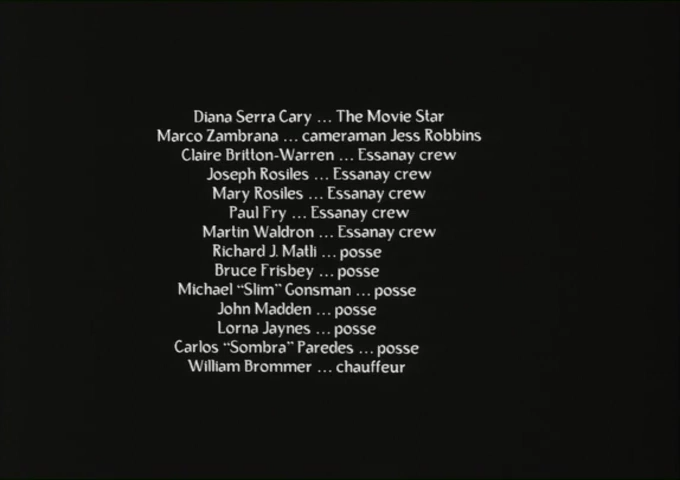 Diana Serra Cary ... The Movie Star
Marco Zambrana ... cameraman Jess Robbins
Claire Britton-Warren ... Essanay crew
Joseph Rosiles ... Essanay crew
Mary Rosiles ... Essanay crew
Paul Fry ... Essanay crew
Martin Waldron ... Essanay crew
Richard J. Matli ... posse
Bruce Frisbey ... posse
Michael “Slim” Gonsman ... posse
John Madden ... posse
Lorna Jaynes ... posse
Carlos “Sombra” Paredes ... posse
William Brommer ... chauffeur